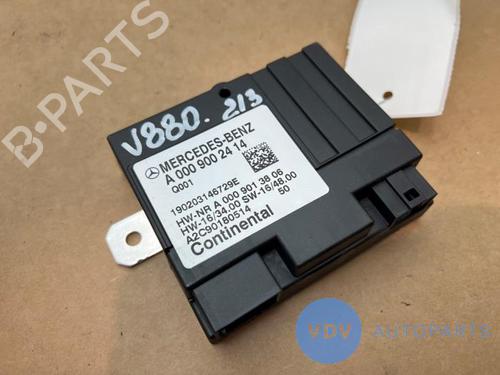 B-PARTS
V880. 213
MERCEDES-BENZ
A 000 900 24 14
Q001
190203146729E
HW-NR A 000 901 38 06
HW-16/34.00 SW-16/48.00
A2C90180514 50
Continental
VDV AUTOPARTS